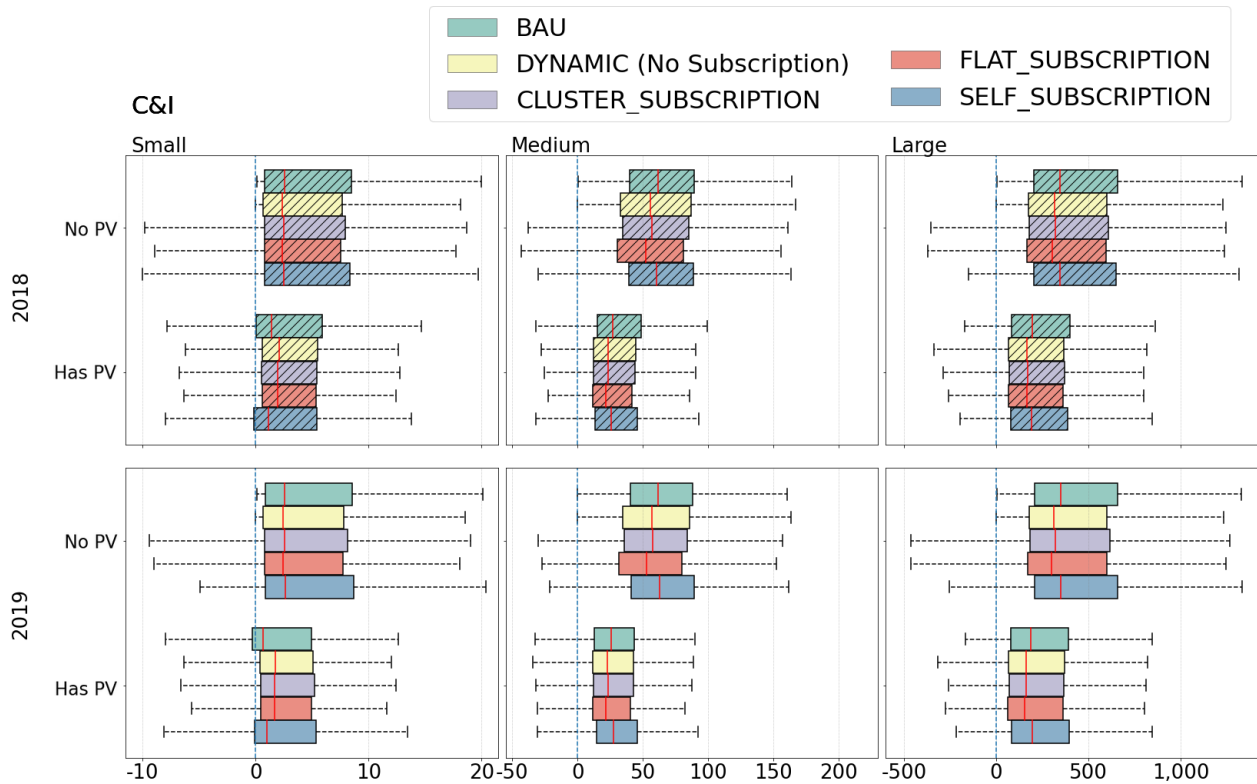 BAU
DYNAMIC (No Subscription)
CLUSTER_SUBSCRIPTION
FLAT_SUBSCRIPTION
SELF_SUBSCRIPTION
C&I
Small
Medium
Large
2018
No PV
Has PV
2019
No PV
Has PV
-10 0 10 20
-50 0 50 100 150 200
-500 0 500 1,000